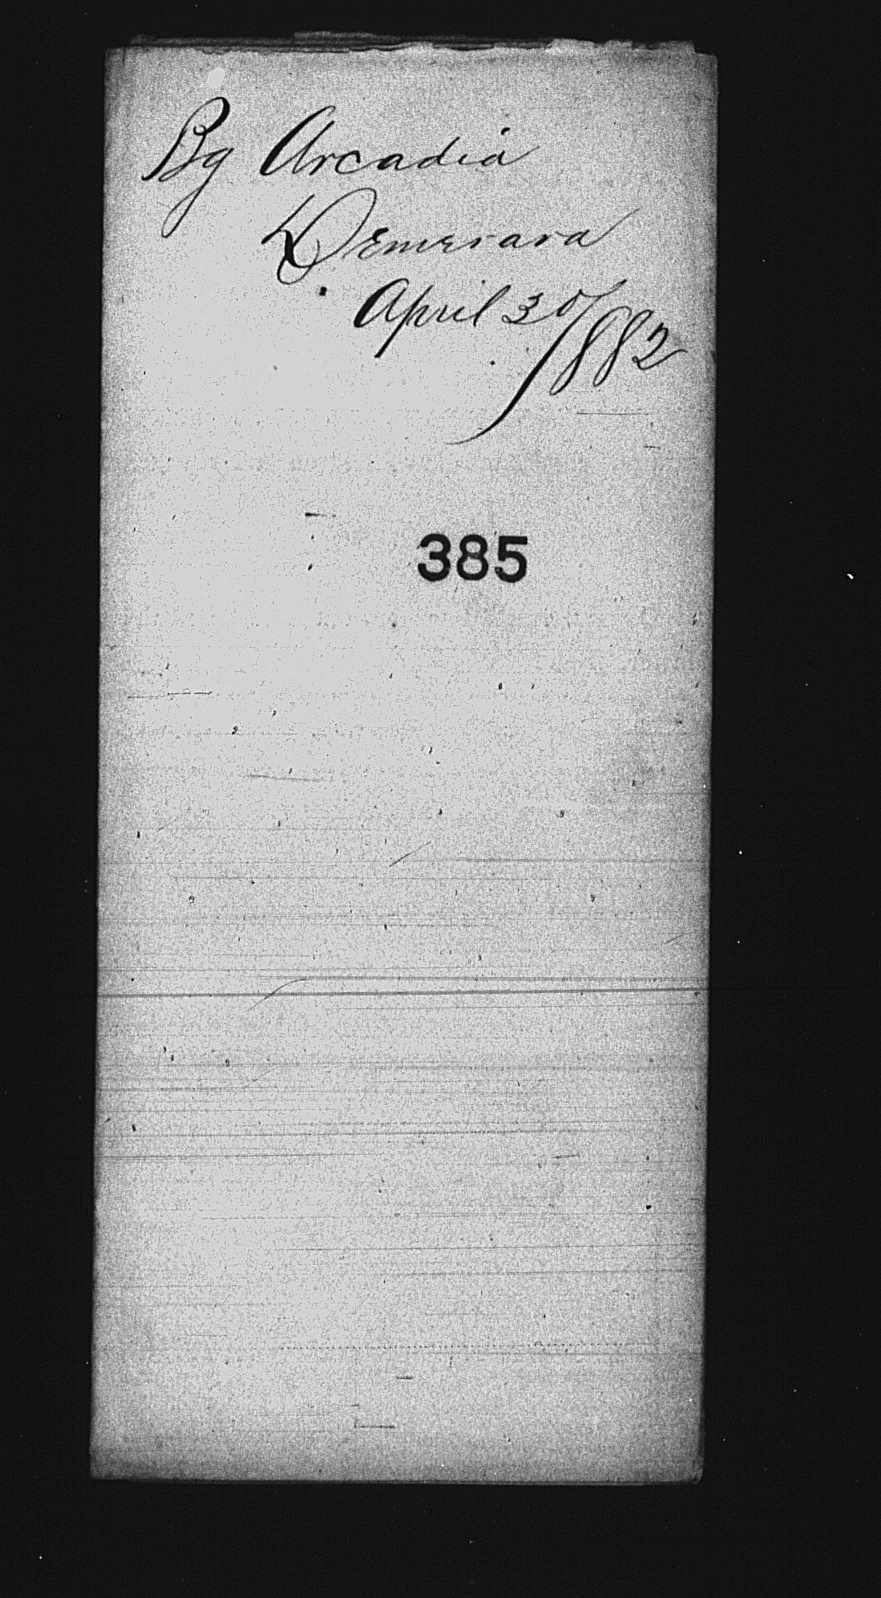 Bg Arcadia
Demerara
April 30/
1882
385